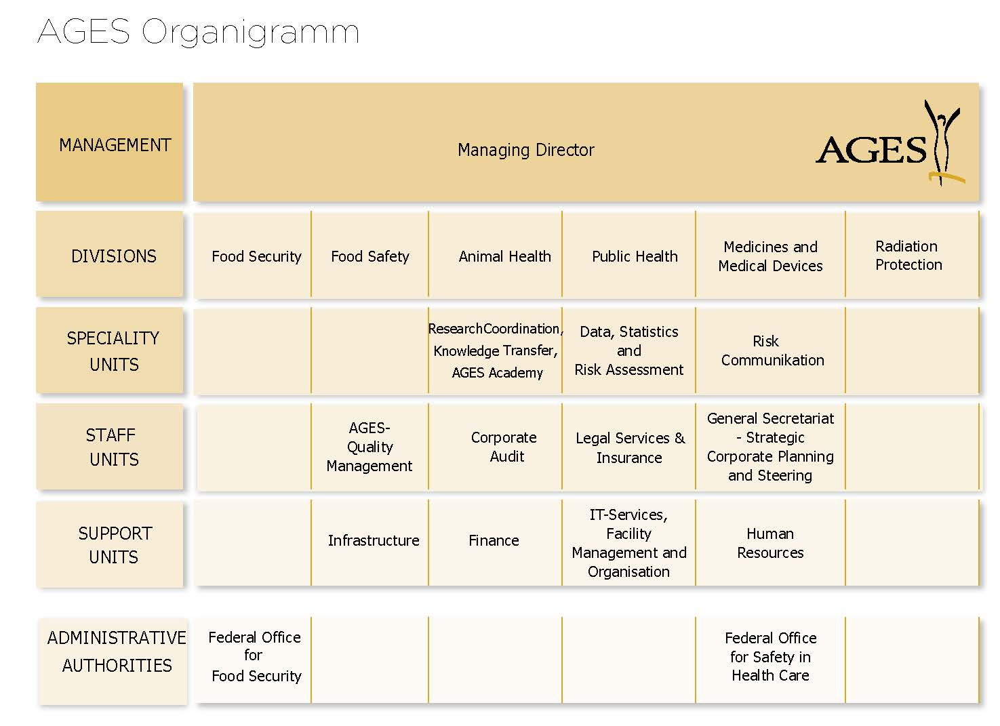 AGES Organigramm
MANAGEMENT
Managing Director
AGES
DIVISIONS
Food Security
Food Safety
Animal Health
Public Health
Medicines and
Medical Devices
Radiation
Protection
SPECIALITY
UNITS
ResearchCoordination,
Knowledge Transfer,
AGES Academy
Data, Statistics
and
Risk Assessment
Risk
Communikation
STAFF
UNITS
AGES-
Quality
Management
Corporate
Audit
Legal Services &
Insurance
General Secretariat
- Strategic
Corporate Planning
and Steering
SUPPORT
UNITS
Infrastructure
Finance
IT-Services,
Facility
Management and
Organisation
Human
Resources
ADMINISTRATIVE
AUTHORITIES
Federal Office
for
Food Security
Federal Office
for Safety in
Health Care